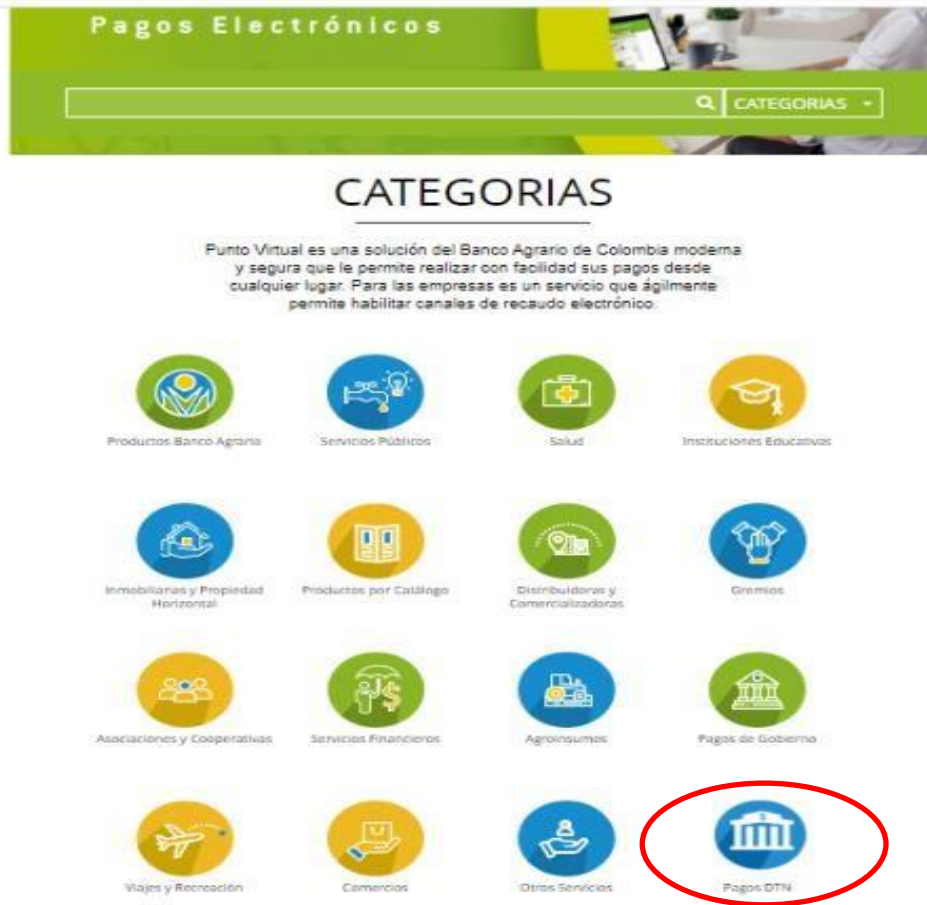 Pagos Electrónicos
CATEGORIAS
CATEGORIAS
Punto Virtual es una solución del Banco Agrario de Colombia moderna
y segura que le permite realizar con facilidad sus pagos desde
cualquier lugar. Para las empresas es un servicio que ágilmente
permite habilitar canales de recaudo electrónico.
Productos Banco Agrario
Servicios Públicos
Salud
Instituciones Educativas
Inmobiliarias y Propiedad
Horizontal
Productos por Catálogo
Distribuidoras y
Comercializadoras
Gremios
Asociaciones y Cooperativas
Servicios Financieros
Agroinsumos
Pagos de Gobierno
Viajes y Recreación
Comercios
Otros Servicios
Pagos DTN